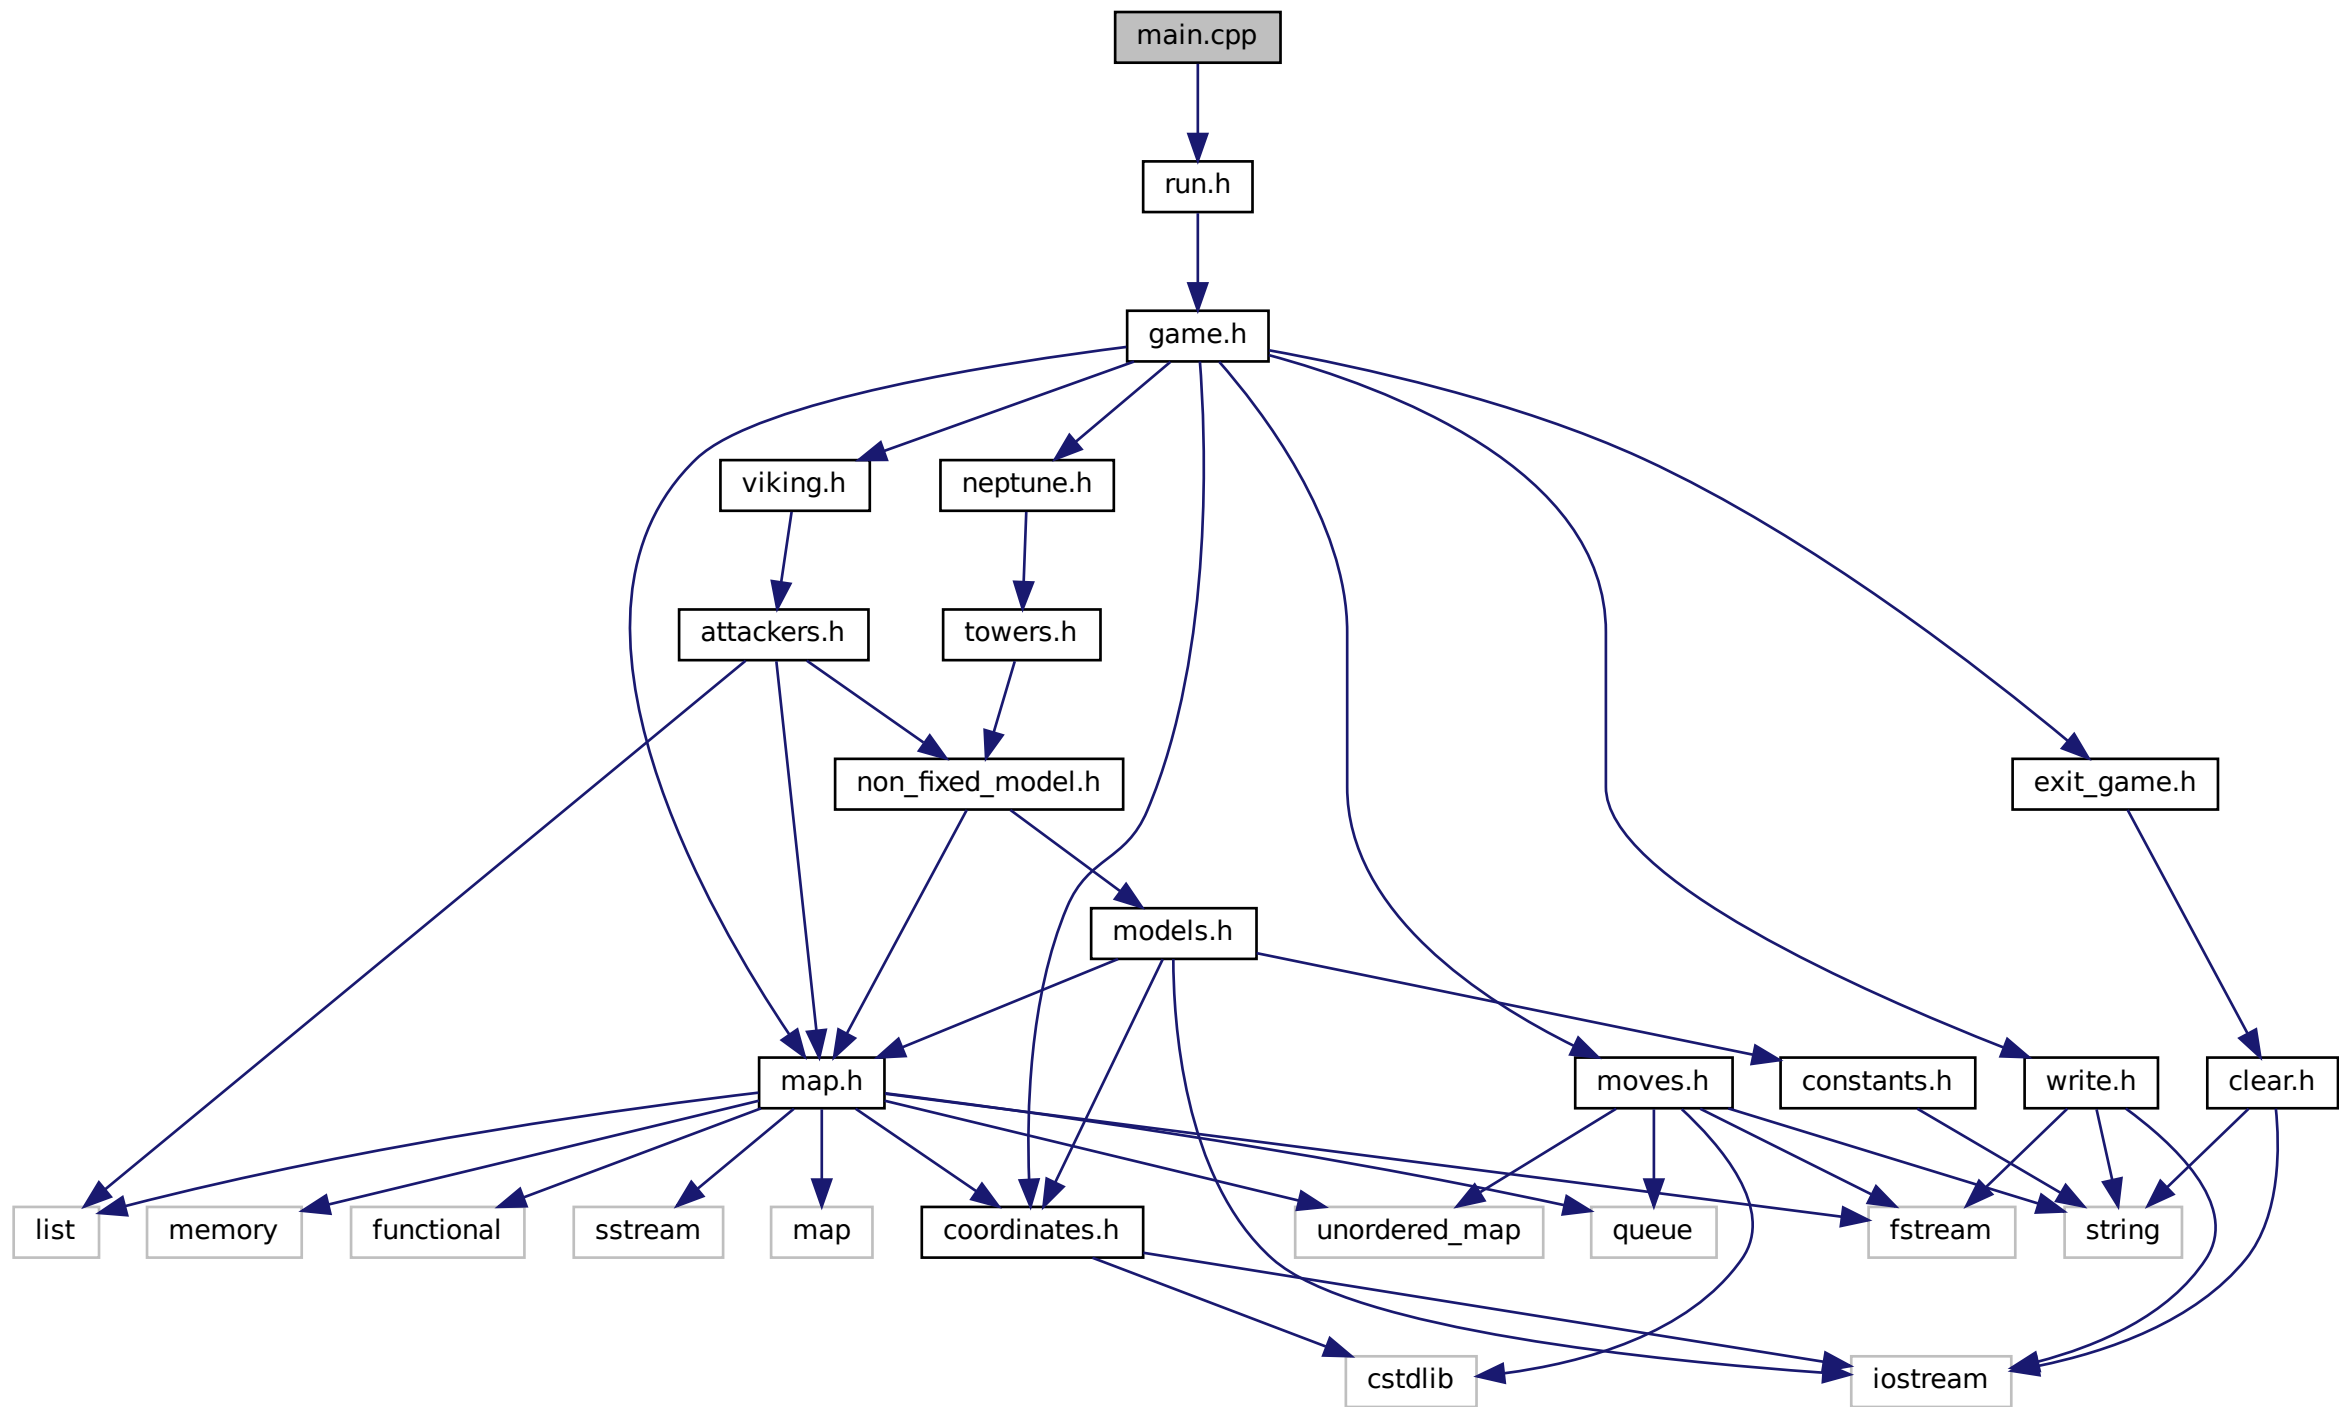 main.cpp
run.h
game.h
viking.h
neptune.h
attackers.h
towers.h
non_fixed_model.h
exit_game.h
models.h
map.h
moves.h
constants.h
write.h
clear.h
list
memory
functional
sstream
map
coordinates.h
unordered_map
queue
fstream
string
cstdlib
iostream